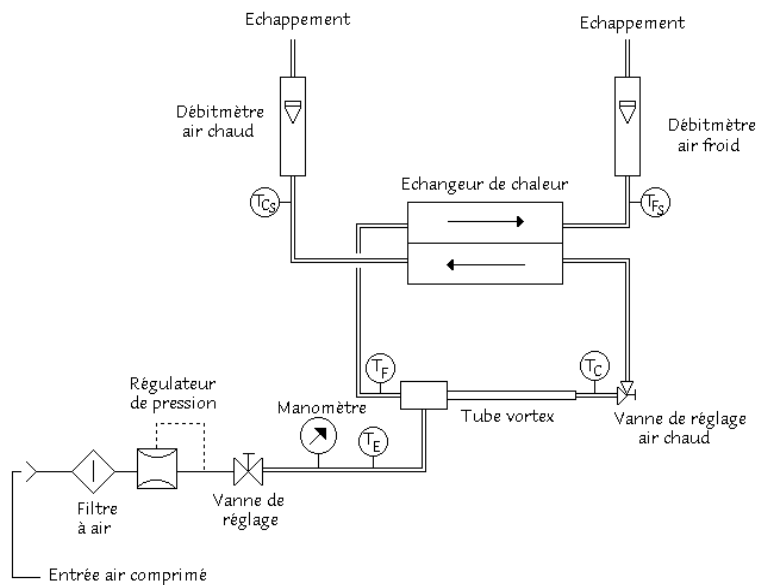 Echappement
Echappement
Débitmètre
air chaud
Débitmètre
air froid
Echangeur de chaleur
TCs
TFs
Régulateur
de pression
TF
TC
Manomètre
Tube vortex
Vanne de réglage
air chaud
TE
Filtre
à air
Vanne de
réglage
Entrée air comprimé